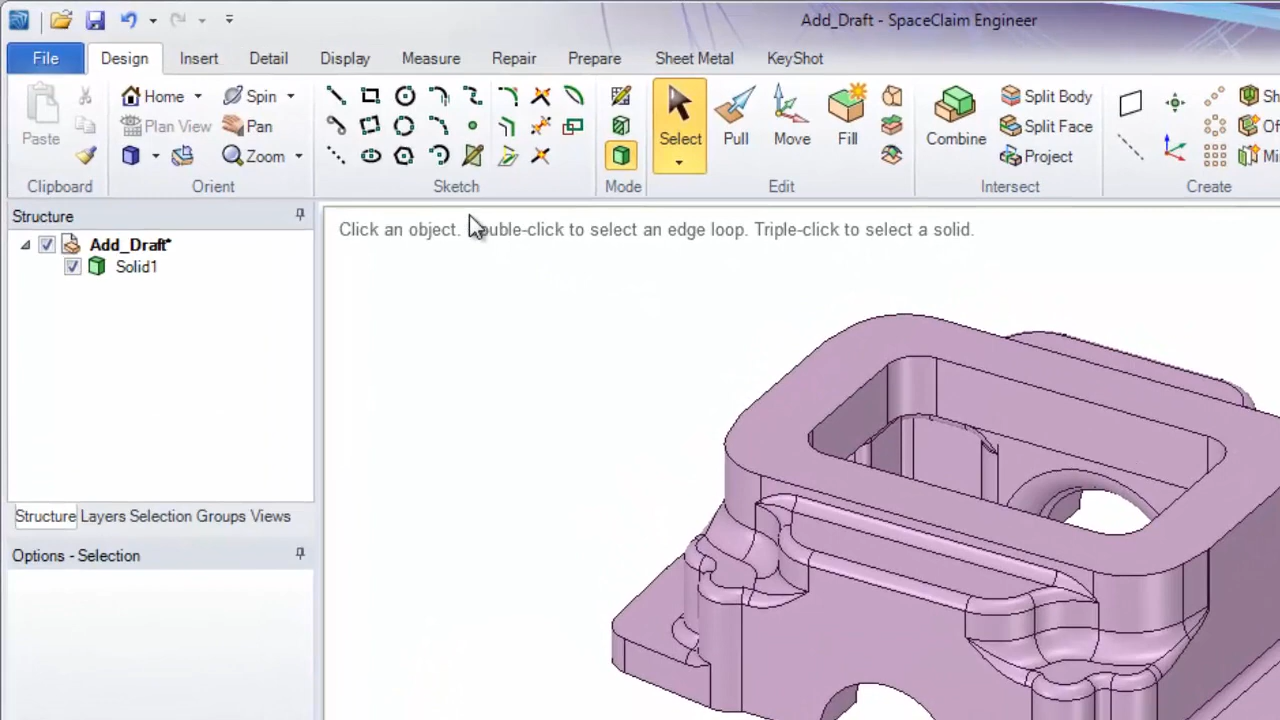 Add_Draft - SpaceClaim Engineer
File Design Insert Detail Display Measure Repair Prepare Sheet Metal KeyShot
Home Spin Split Body
Paste Plan View Pan Select Pull Move Fill Combine Split Face
Zoom Project
Clipboard Orient Sketch Mode Edit Intersect Create
Structure
Click an object. to select an edge loop. Triple-click to select a solid.
Add_Draft*
Solid1
Structure Layers Selection Groups Views
Options - Selection